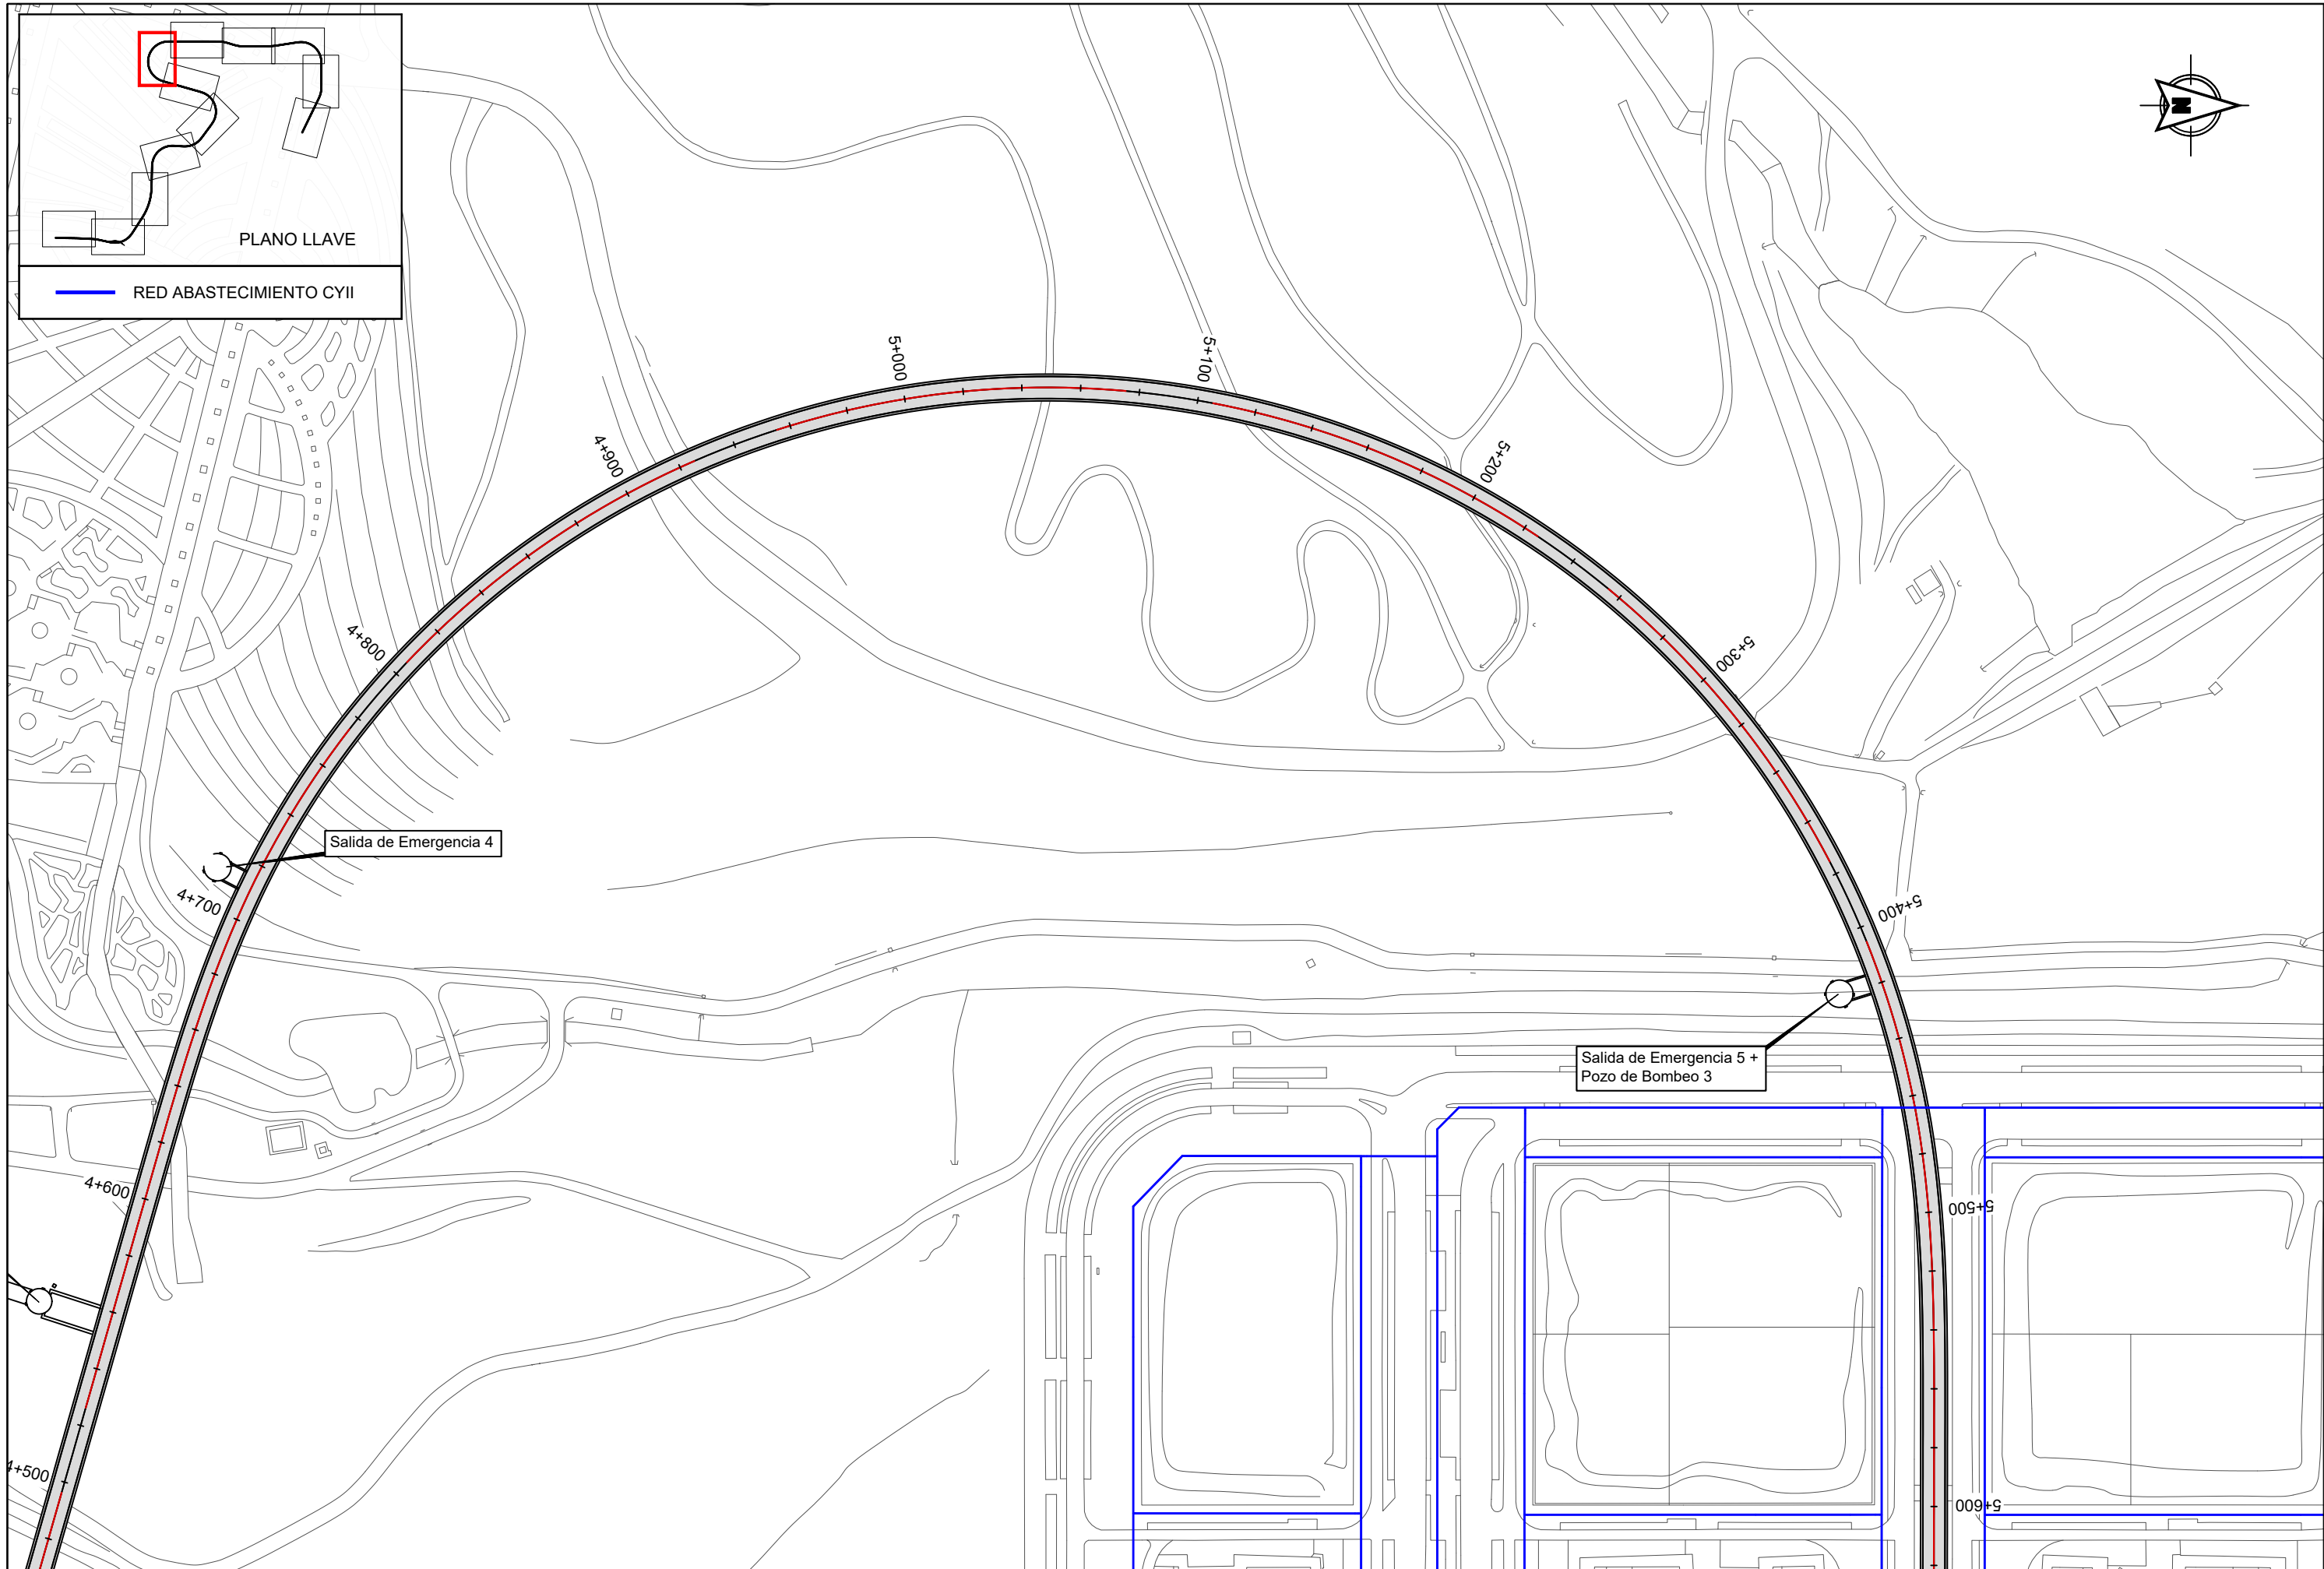 PLANO LLAVE
RED ABASTECIMIENTO CYII
N
5+000
5+100
4+900
5+200
4+800
5+300
Salida de Emergencia 4
4+700
5+400
Salida de Emergencia 5 +
Pozo de Bombeo 3
4+600
5+500
4+500
5+600